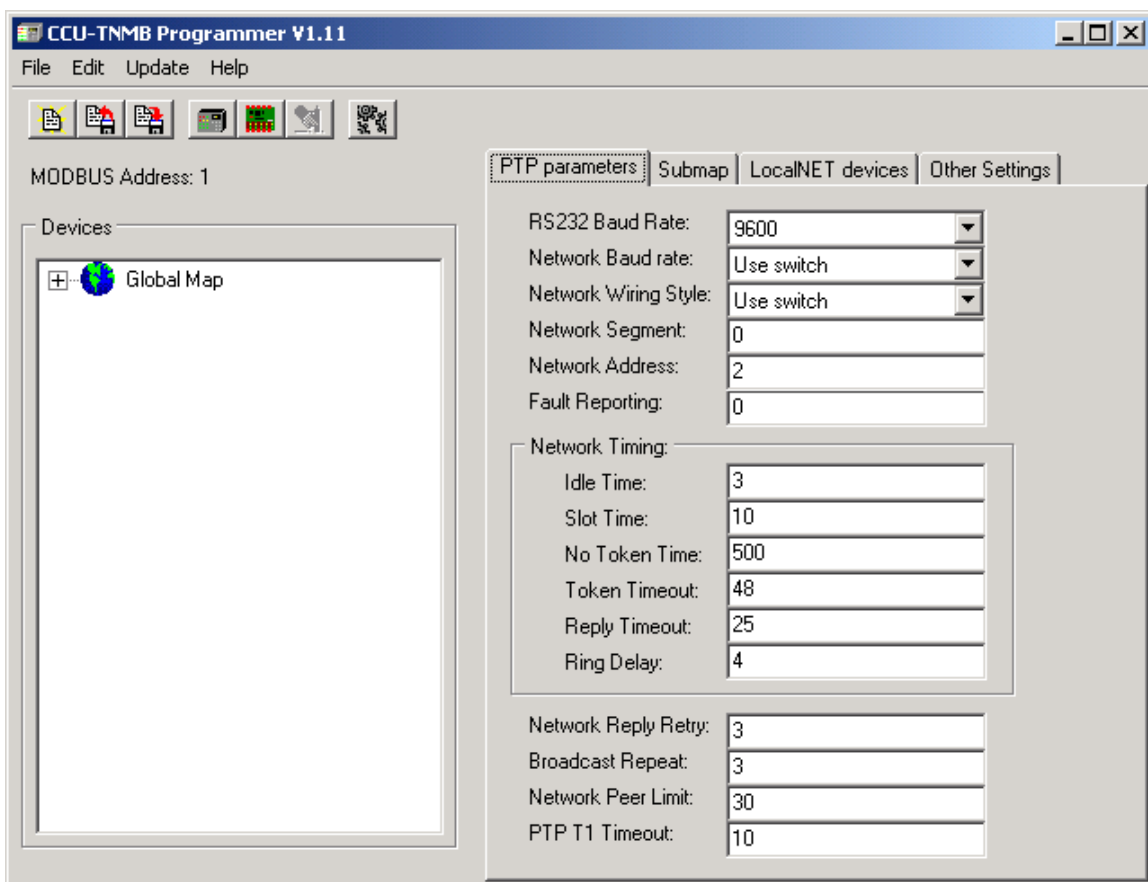 CCU-TNMB Programmer V1.11
File Edit Update Help
MODBUS Address: 1
Devices
Global Map
PTP parameters Submap LocalNET devices Other Settings
RS232 Baud Rate: 9600
Network Baud rate: Use switch
Network Wiring Style: Use switch
Network Segment: 0
Network Address: 2
Fault Reporting: 0
Network Timing:
Idle Time: 3
Slot Time: 10
No Token Time: 500
Token Timeout: 48
Reply Timeout: 25
Ring Delay: 4
Network Reply Retry: 3
Broadcast Repeat: 3
Network Peer Limit: 30
PTP T1 Timeout: 10